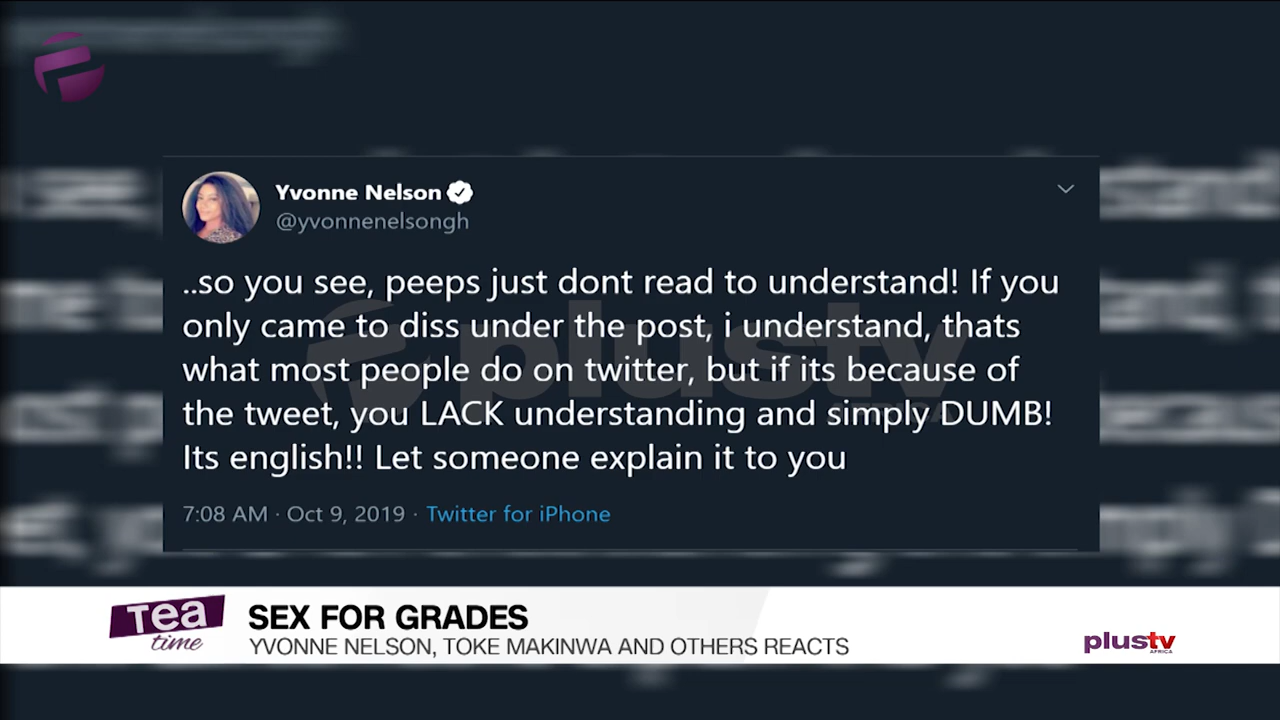 Yvonne Nelson
@yvonnenelsongh
..so you see, peeps just dont read to understand! If you
only came to diss under the post, i understand, thats
what most people do on twitter, but if its because of
the tweet, you LACK understanding and simply DUMB!
Its english!! Let someone explain it to you
7:08 AM · Oct 9, 2019 · Twitter for iPhone
plustv
Tea
time
SEX FOR GRADES
YVONNE NELSON, TOKE MAKINWA AND OTHERS REACTS
plustv
AFRICA